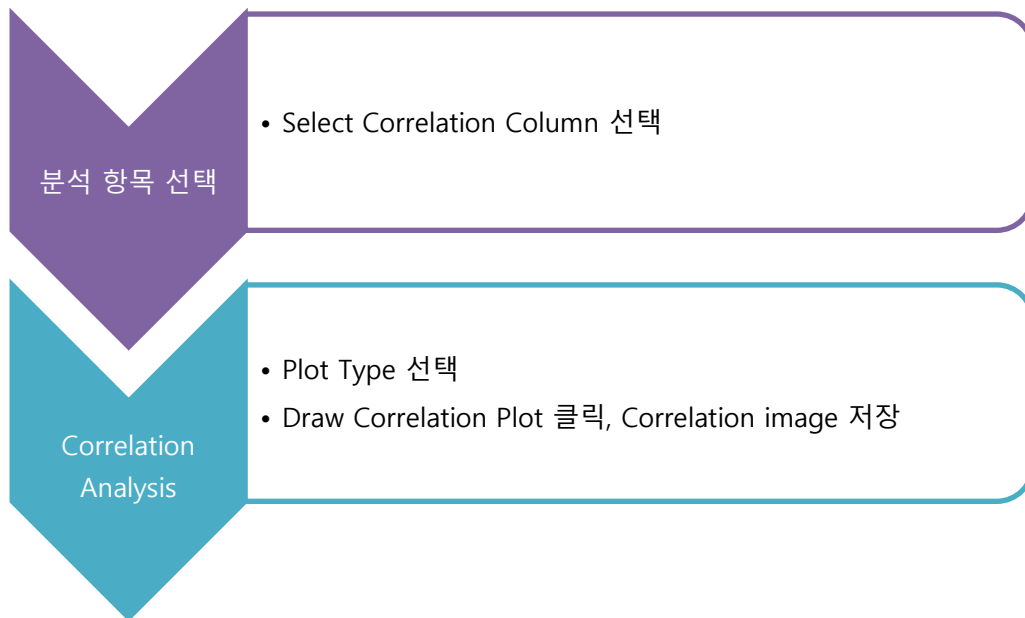 분석 항목 선택
• Select Correlation Column 선택
Correlation
Analysis
• Plot Type 선택
• Draw Correlation Plot 클릭, Correlation image 저장